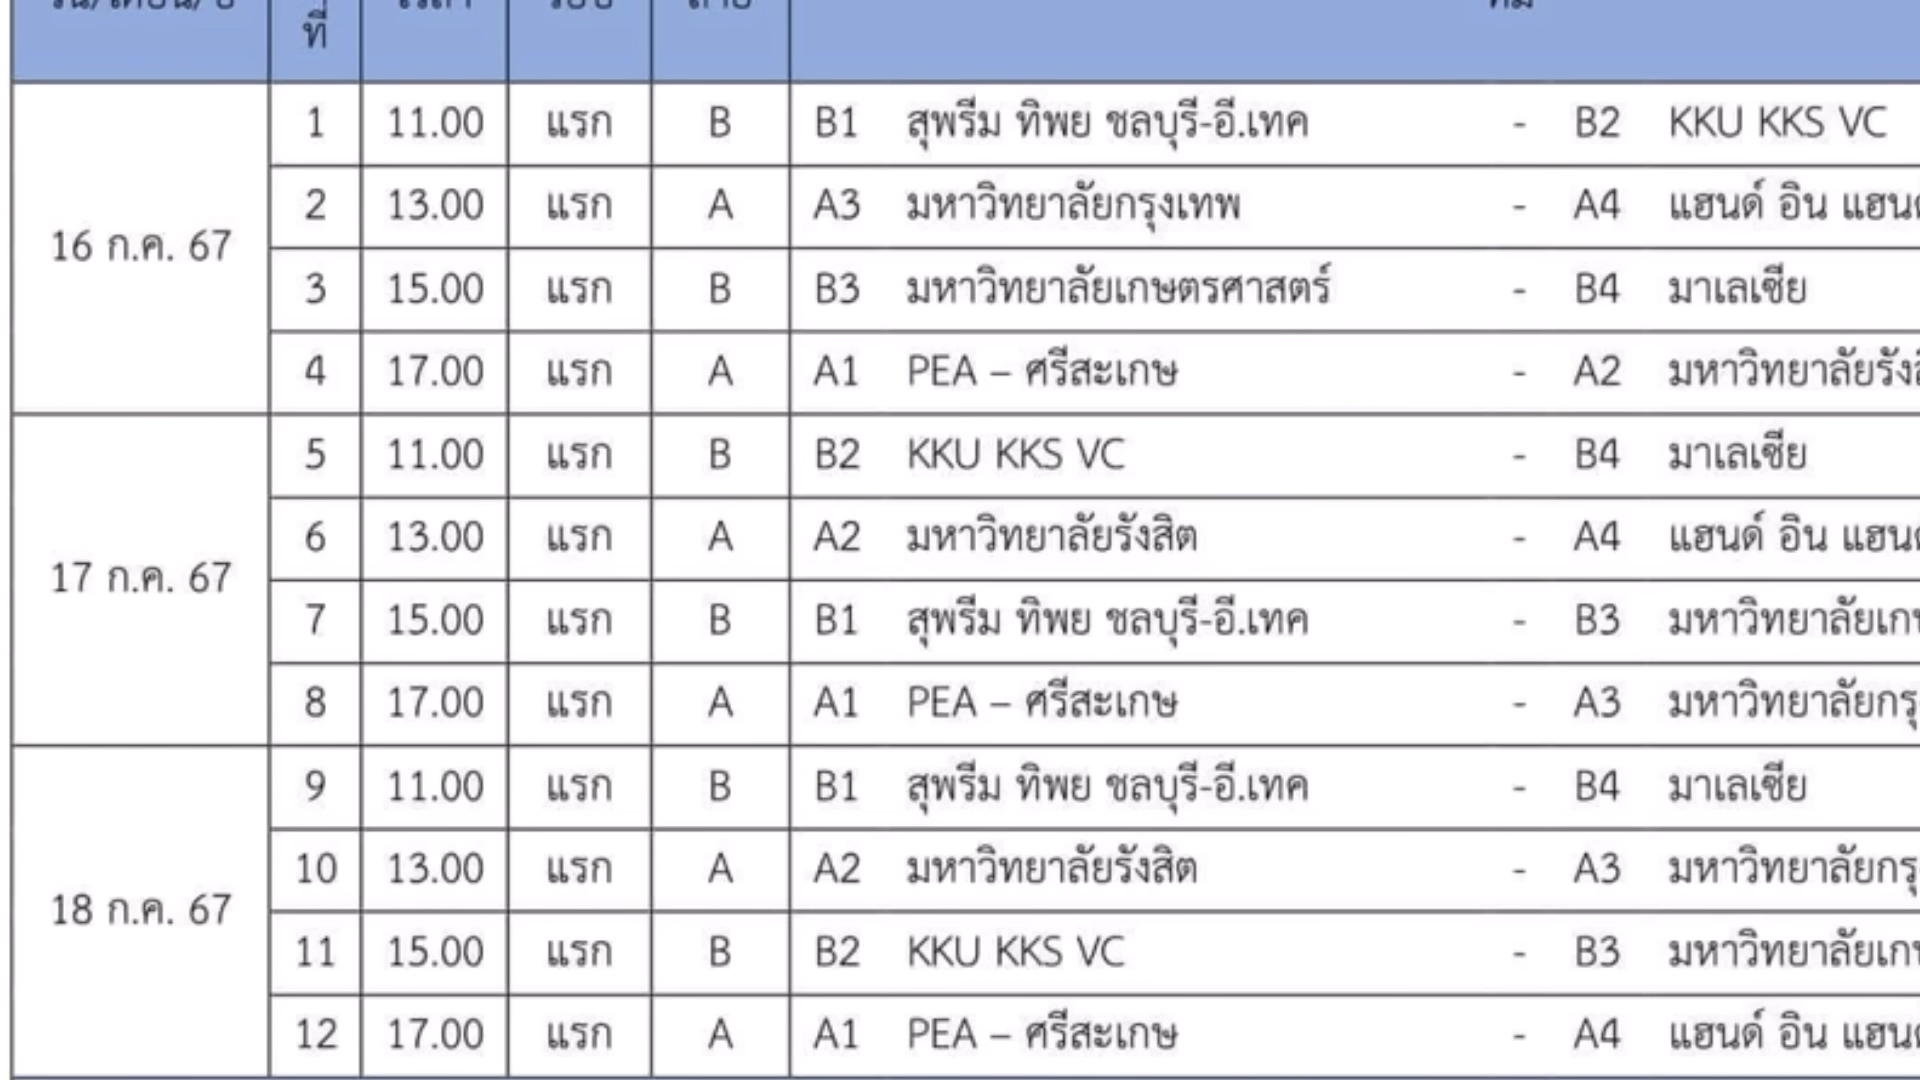 ที่
16 ก.ค. 67
1 11.00 แรก B B1 สุพรีม ทิพย ชลบุรี-อี.เทค - B2 KKU KKS VC
2 13.00 แรก A A3 มหาวิทยาลัยกรุงเทพ - A4 แฮนด์ อิน
3 15.00 แรก B B3 มหาวิทยาลัยเกษตรศาสตร์ - B4 มาเลเซีย
4 17.00 แรก A A1 PEA – ศรีสะเกษ - A2
17 ก.ค. 67
5 11.00 แรก B B2 KKU KKS VC - B4 มาเลเซีย
6 13.00 แรก A A2 มหาวิทยาลัยรังสิต - A4 แฮนด์ อิน
7 15.00 แรก B B1 สุพรีม ทิพย ชลบุรี-อี.เทค - B3
8 17.00 แรก A A1 PEA – ศรีสะเกษ - A3
18 ก.ค. 67
9 11.00 แรก B B1 สุพรีม ทิพย ชลบุรี-อี.เทค - B4 มาเลเซีย
10 13.00 แรก A A2 มหาวิทยาลัยรังสิต - A3
11 15.00 แรก B B2 KKU KKS VC - B3
12 17.00 แรก A A1 PEA – ศรีสะเกษ - A4 แฮนด์ อิน